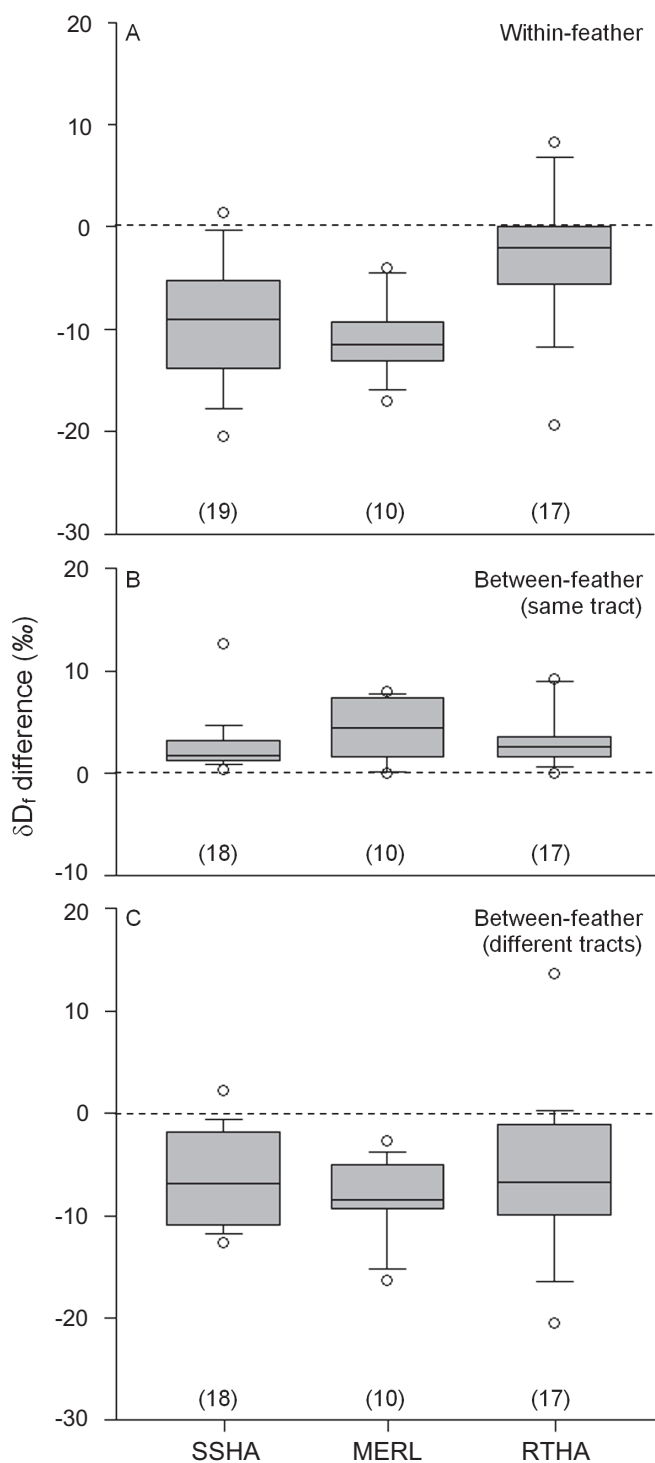 A
Within-feather
20
10
0
-10
-20
-30
(19)
(10)
(17)
B
Between-feather
(same tract)
20
10
0
-10
(18)
(10)
(17)
δDf difference (‰)
C
Between-feather
(different tracts)
20
10
0
-10
-20
-30
(18)
(10)
(17)
SSHA
MERL
RTHA